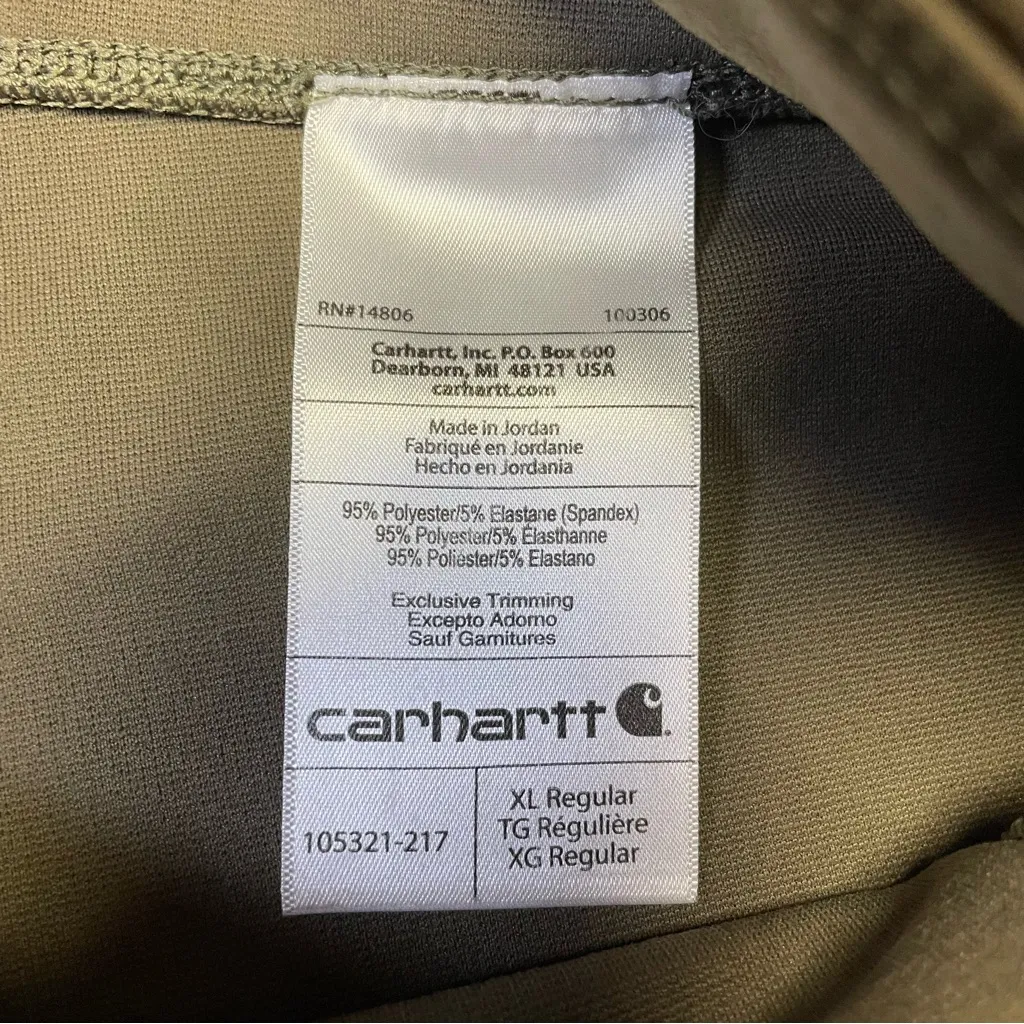 RN#14806 100306
Carhartt, Inc. P.O. Box 600
Dearborn, MI 48121 USA
carhartt.com
Made in Jordan
Fabriqué en Jordanie
Hecho en Jordania
95% Polyester/5% Elastane (Spandex)
95% Polyester/5% Élasthanne
95% Poliéster/5% Elastano
Exclusive Trimming
Excepto Adorno
Sauf Garnitures
carhartt
105321-217
XL Regular
TG Régulière
XG Regular